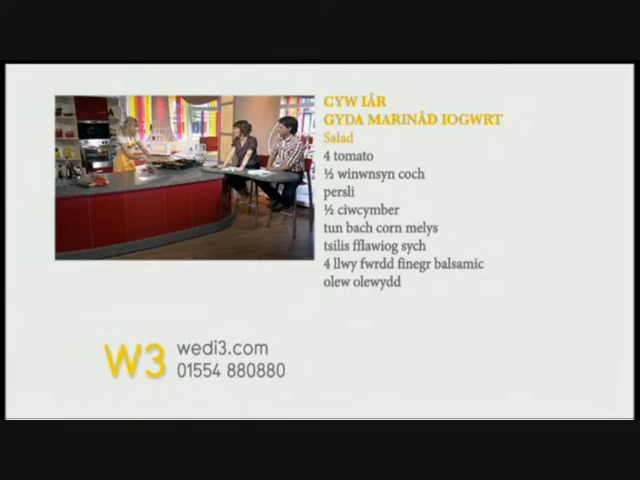 CYW IÂR
GYDA MARINÂD IOGWRT
Salad
4 tomato
½ winwnsyn coch
persli
½ ciwcymber
tun bach corn melys
tsilis fflawiog sych
4 llwy fwrdd finegr balsamic
olew olewydd
W3
wedi3.com
01554 880880